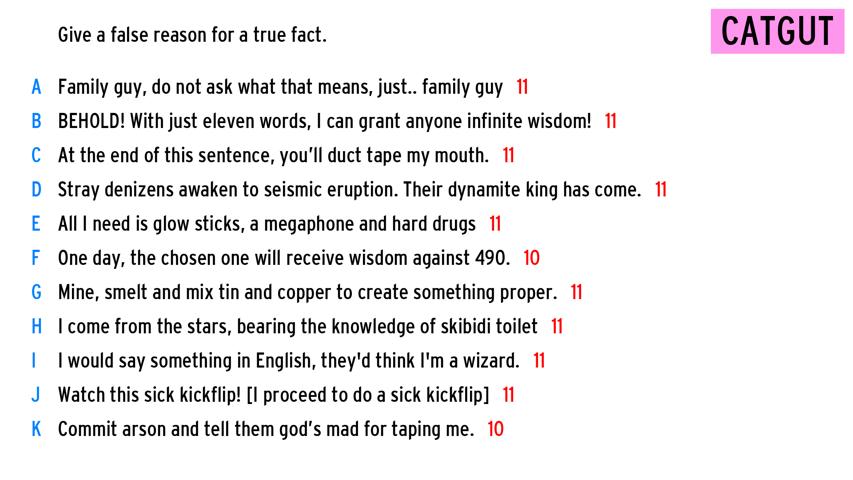 Give a false reason for a true fact.
CATGUT
A Family guy, do not ask what that means, just.. family guy 11
B BEHOLD! With just eleven words, I can grant anyone infinite wisdom! 11
C At the end of this sentence, you'll duct tape my mouth. 11
D Stray denizens awaken to seismic eruption. Their dynamite king has come. 11
E All I need is glow sticks, a megaphone and hard drugs 11
F One day, the chosen one will receive wisdom against 490. 10
G Mine, smelt and mix tin and copper to create something proper. 11
H I come from the stars, bearing the knowledge of skibidi toilet 11
I I would say something in English, they'd think I'm a wizard. 11
J Watch this sick kickflip! [I proceed to do a sick kickflip] 11
K Commit arson and tell them god's mad for taping me. 10